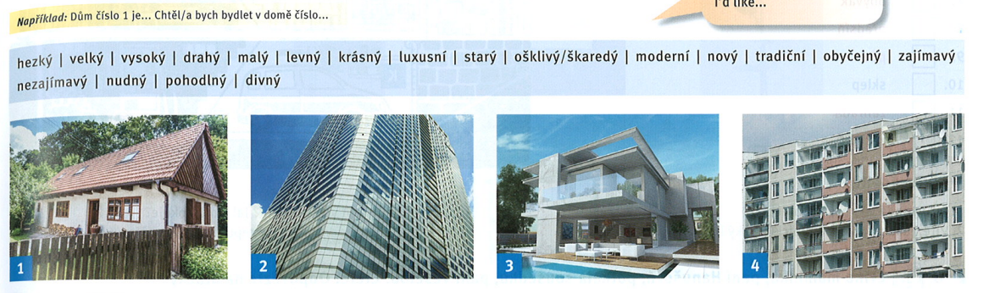 I'd like...
Například: Dům číslo 1 je... Chtěl/a bych bydlet v domě číslo...
hezký | velký | vysoký | drahý | malý | levný | krásný | luxusní | starý | ošklivý/škaredý | moderní | nový | tradiční | obyčejný | zajímavý
nezajímavý | nudný | pohodlný | divný
10. sklep
1
2
3
4